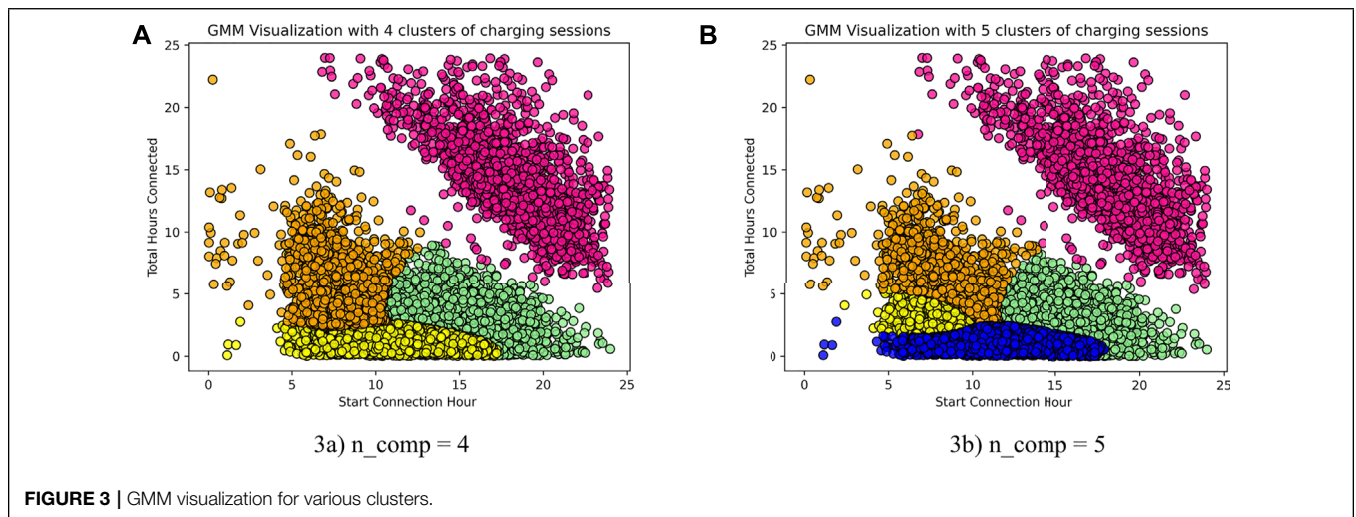 A
GMM Visualization with 4 clusters of charging sessions
25
20
15
10
5
0
Total Hours Connected
0 5 10 15 20 25
Start Connection Hour
3a) n_comp = 4
B
GMM Visualization with 5 clusters of charging sessions
25
20
15
10
5
0
Total Hours Connected
0 5 10 15 20 25
Start Connection Hour
3b) n_comp = 5
FIGURE 3 | GMM visualization for various clusters.